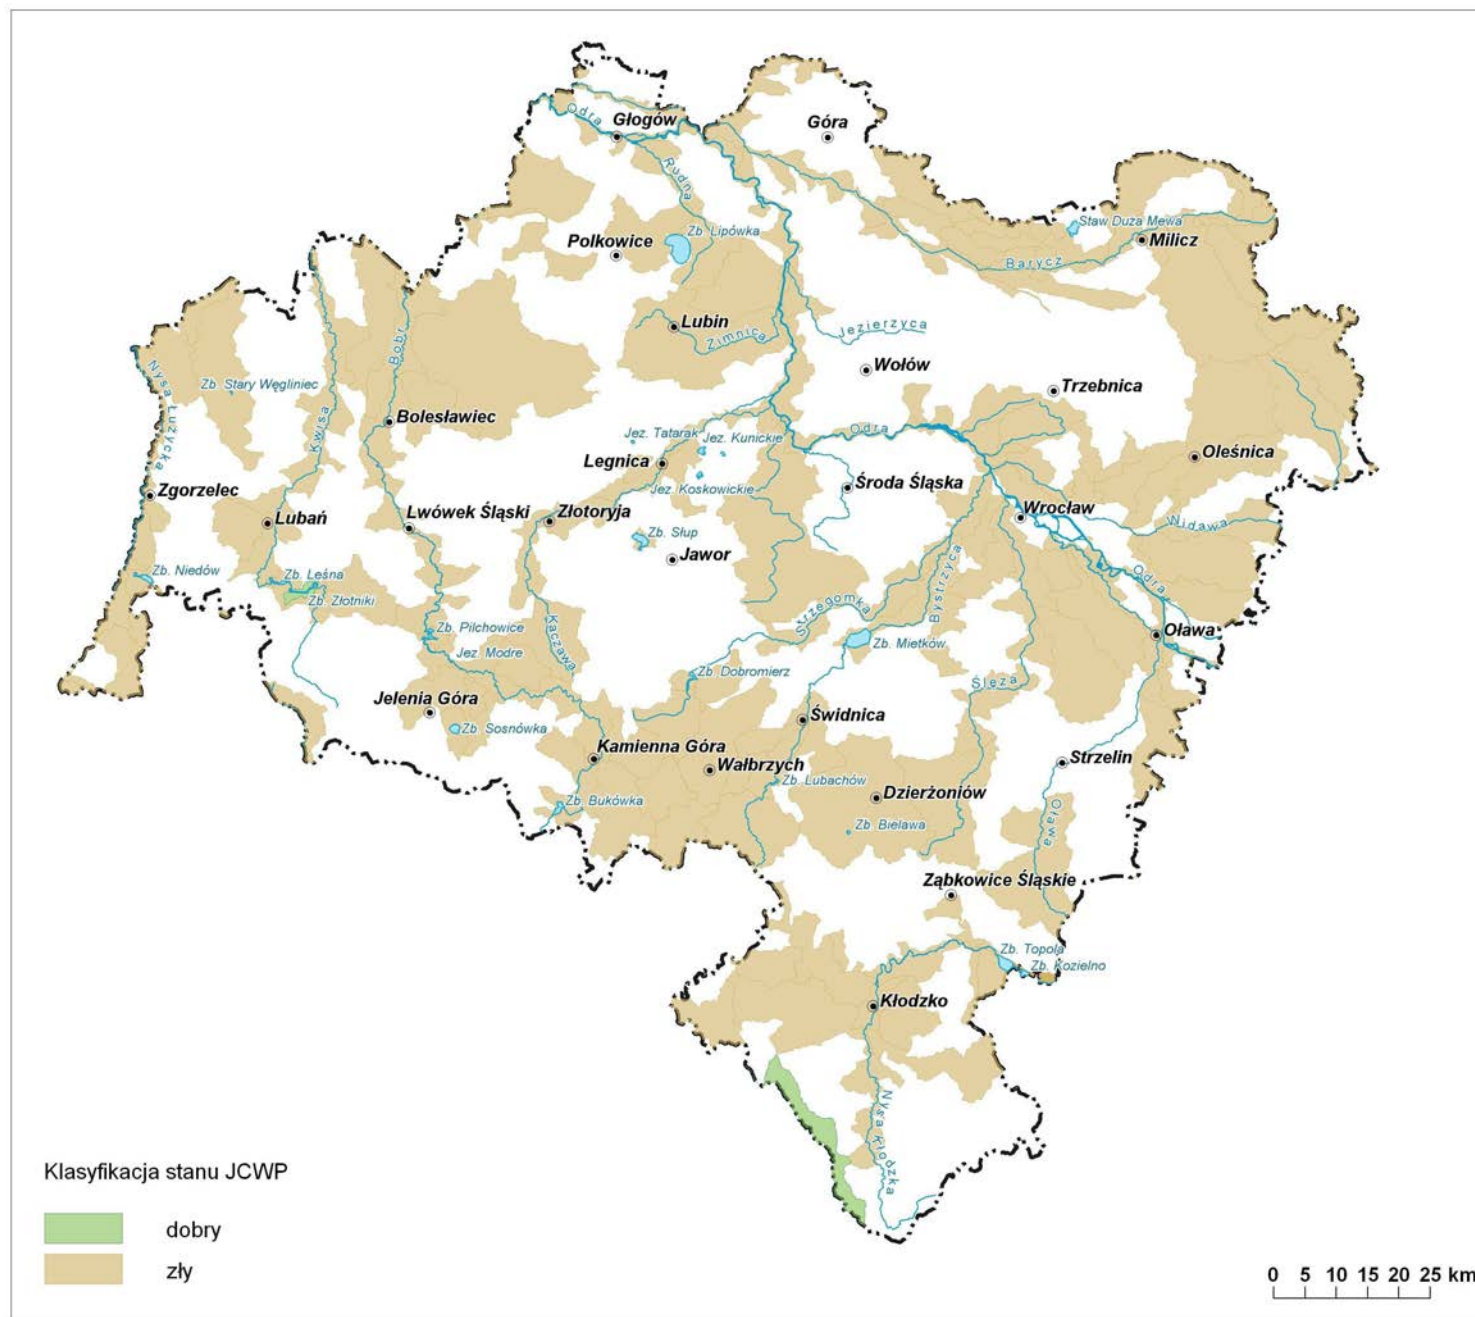 Odra
Głogów
Góra
Rudna
Staw Duża Mewa
Zb. Lipówka
Polkowice
Milicz
Barycz
Lubin
Zimnica
Jezierzyca
Bóbr
Wołów
Nysa Łużycka
Zb. Stary Węgliniec
Trzebnica
Kwisa
Bolesławiec
Odra
Jez. Tatarak
Jez. Kunickie
Legnica
Oleśnica
Jez. Koskowickie
Środa Śląska
Zgorzelec
Lwówek Śląski
Złotoryja
Wrocław
Lubań
Widawa
Zb. Słup
Jawor
Zb. Niedów
Zb. Leśna
Bystrzyca
Odra
Zb. Złotniki
Strzegomka
Zb. Pilchowice
Kaczawa
Oława
Zb. Mietków
Jez. Modre
Zb. Dobromierz
Ślęza
Jelenia Góra
Świdnica
Zb. Sosnówka
Kamienna Góra
Strzelin
Wałbrzych
Zb. Lubachów
Dzierżoniów
Zb. Bukówka
Oława
Zb. Bielawa
Ząbkowice Śląskie
Zb. Topola
Zb. Kozielno
Kłodzko
Nysa Kłodzka
Klasyfikacja stanu JCWP
dobry
zły
0 5 10 15 20 25 km